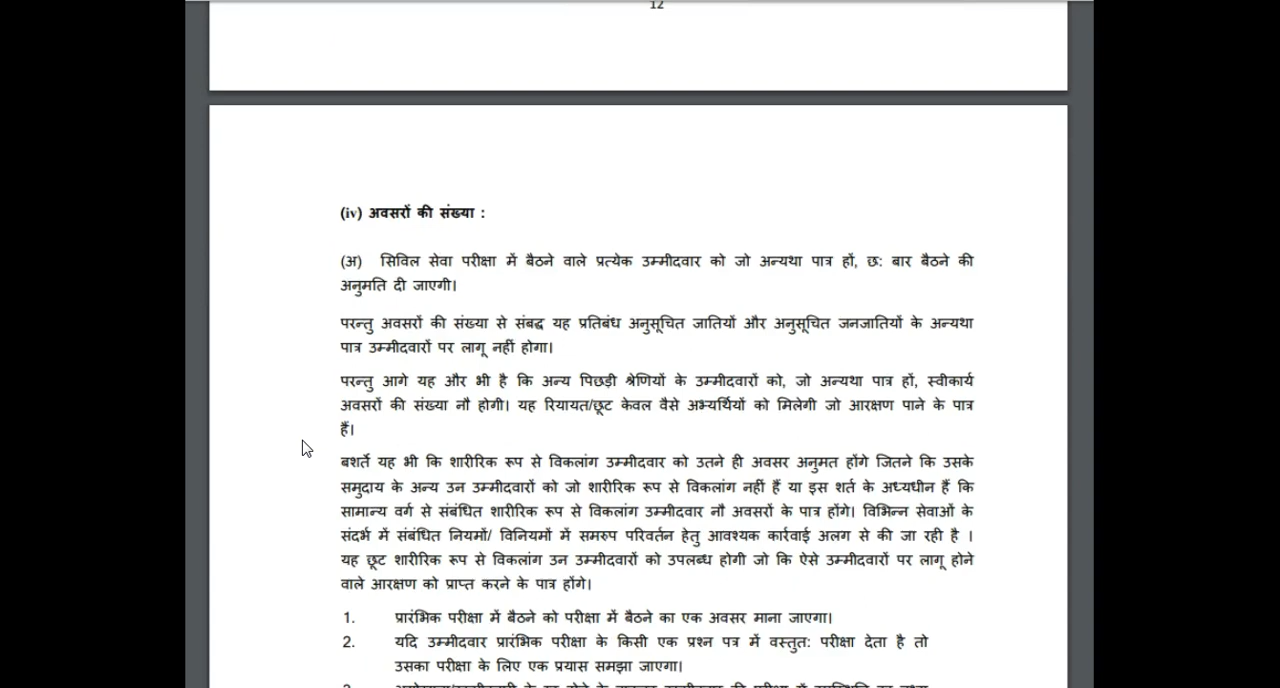 12
(iv) अवसरों की संख्या :
(अ) सिविल सेवा परीक्षा में बैठने वाले प्रत्येक उम्मीदवार को जो अन्यथा पात्र हों, छ: बार बैठने की
अनुमति दी जाएगी।
परन्तु अवसरों की संख्या से संबद्ध यह प्रतिबंध अनुसूचित जातियों और अनुसूचित जनजातियों के अन्यथा
पात्र उम्मीदवारों पर लागू नहीं होगा।
परन्तु आगे यह और भी है कि अन्य पिछड़ी श्रेणियों के उम्मीदवारों को, जो अन्यथा पात्र हों, स्वीकार्य
अवसरों की संख्या नौ होगी। यह रियायत/छूट केवल वैसे अभ्यर्थियों को मिलेगी जो आरक्षण पाने के पात्र
हैं।
बशर्ते यह भी कि शारीरिक रूप से विकलांग उम्मीदवार को उतने ही अवसर अनुमत होंगे जितने कि उसके
समुदाय के अन्य उन उम्मीदवारों को जो शारीरिक रूप से विकलांग नहीं हैं या इस शर्त के अध्यधीन हैं कि
सामान्य वर्ग से संबंधित शारीरिक रूप से विकलांग उम्मीदवार नौ अवसरों के पात्र होंगे। विभिन्न सेवाओं के
संदर्भ में संबंधित नियमों/ विनियमों में समरुप परिवर्तन हेतु आवश्यक कार्रवाई अलग से की जा रही है ।
यह छूट शारीरिक रूप से विकलांग उन उम्मीदवारों को उपलब्ध होगी जो कि ऐसे उम्मीदवारों पर लागू होने
वाले आरक्षण को प्राप्त करने के पात्र होंगे।
1. प्रारंभिक परीक्षा में बैठने को परीक्षा में बैठने का एक अवसर माना जाएगा।
2. यदि उम्मीदवार प्रारंभिक परीक्षा के किसी एक प्रश्न पत्र में वस्तुत: परीक्षा देता है तो
उसका परीक्षा के लिए एक प्रयास समझा जाएगा।